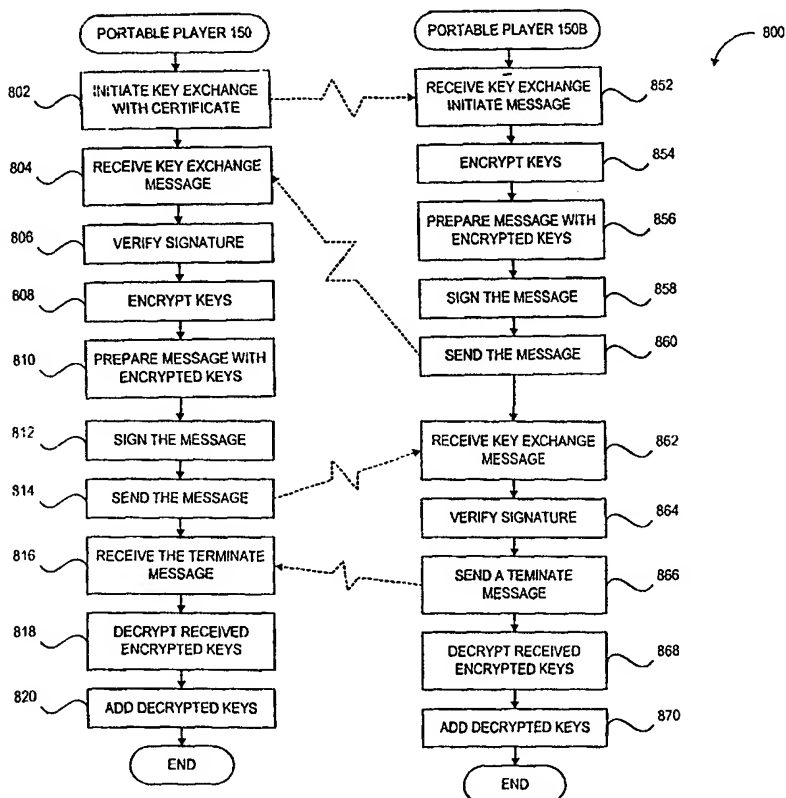 PORTABLE PLAYER 150
802
INITIATE KEY EXCHANGE
WITH CERTIFICATE
804
RECEIVE KEY EXCHANGE
MESSAGE
806
VERIFY SIGNATURE
808
ENCRYPT KEYS
810
PREPARE MESSAGE WITH
ENCRYPTED KEYS
812
SIGN THE MESSAGE
814
SEND THE MESSAGE
816
RECEIVE THE TERMINATE
MESSAGE
818
DECRYPT RECEIVED
ENCRYPTED KEYS
820
ADD DECRYPTED KEYS
END
PORTABLE PLAYER 150B
800
RECEIVE KEY EXCHANGE
INITIATE MESSAGE
852
ENCRYPT KEYS
854
PREPARE MESSAGE WITH
ENCRYPTED KEYS
856
SIGN THE MESSAGE
858
SEND THE MESSAGE
860
RECEIVE KEY EXCHANGE
MESSAGE
862
VERIFY SIGNATURE
864
SEND A TEMINATE
MESSAGE
866
DECRYPT RECEIVED
ENCRYPTED KEYS
868
ADD DECRYPTED KEYS
870
END